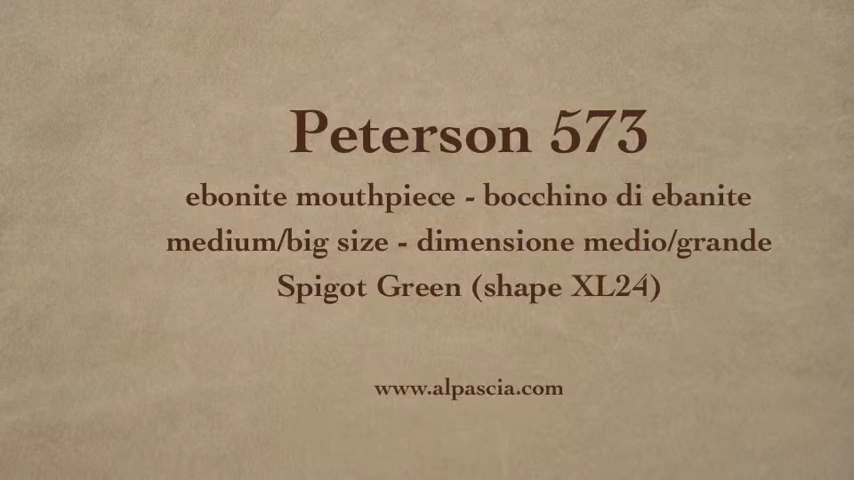 Peterson 573
ebonite mouthpiece - bocchino di ebanite
medium/big size - dimensione medio/grande
Spigot Green (shape XL24)
www.alpascia.com